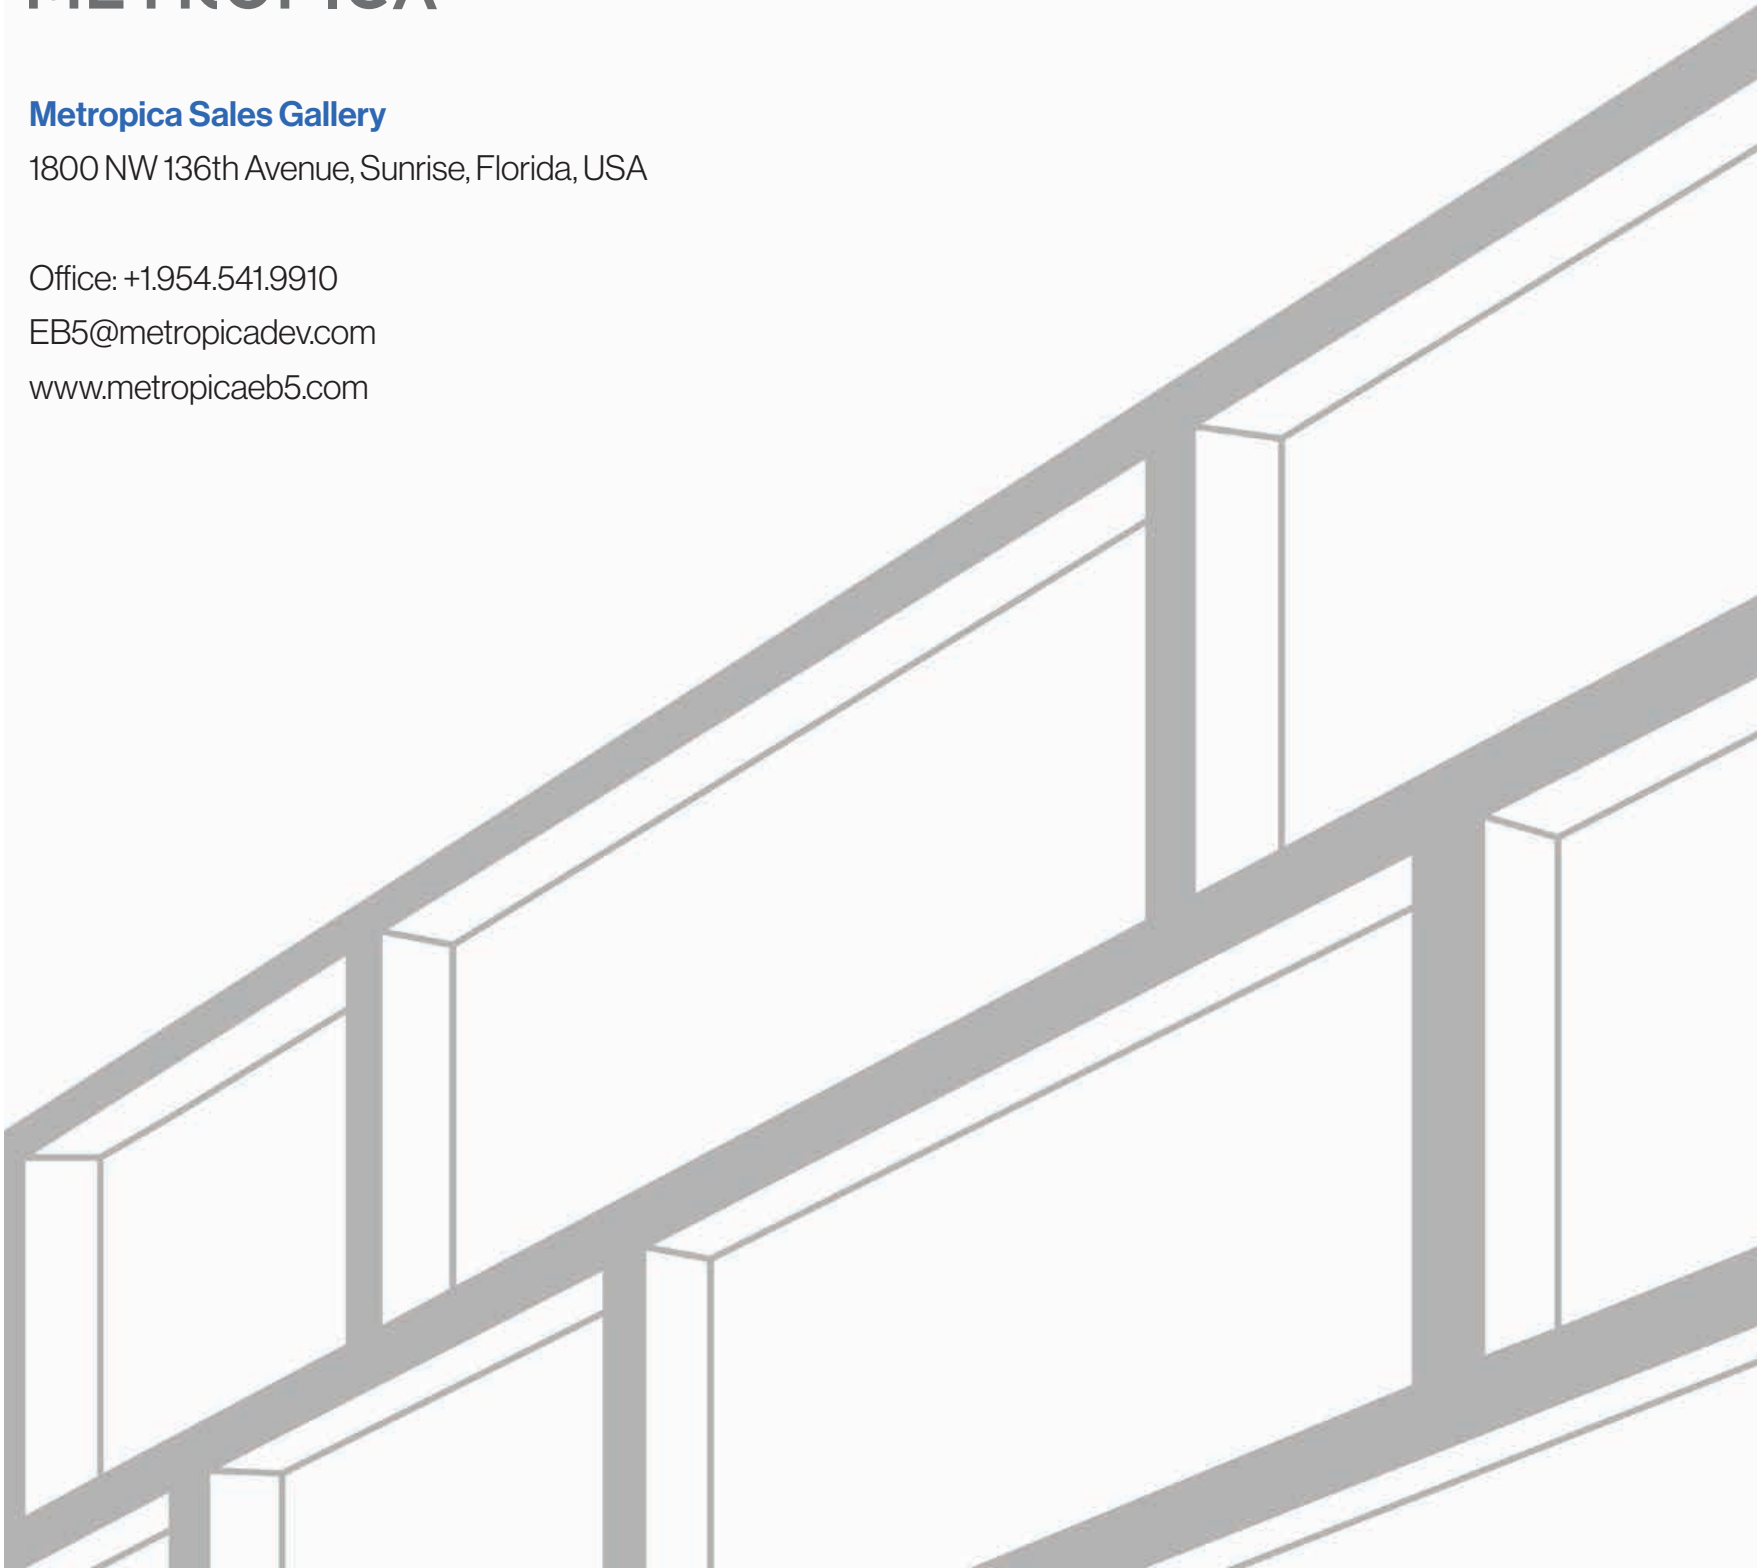 METROPICA
Metropica Sales Gallery
1800 NW 136th Avenue, Sunrise, Florida, USA
Office: +1.954.541.9910
EB5@metropicadev.com
www.metropicaeb5.com